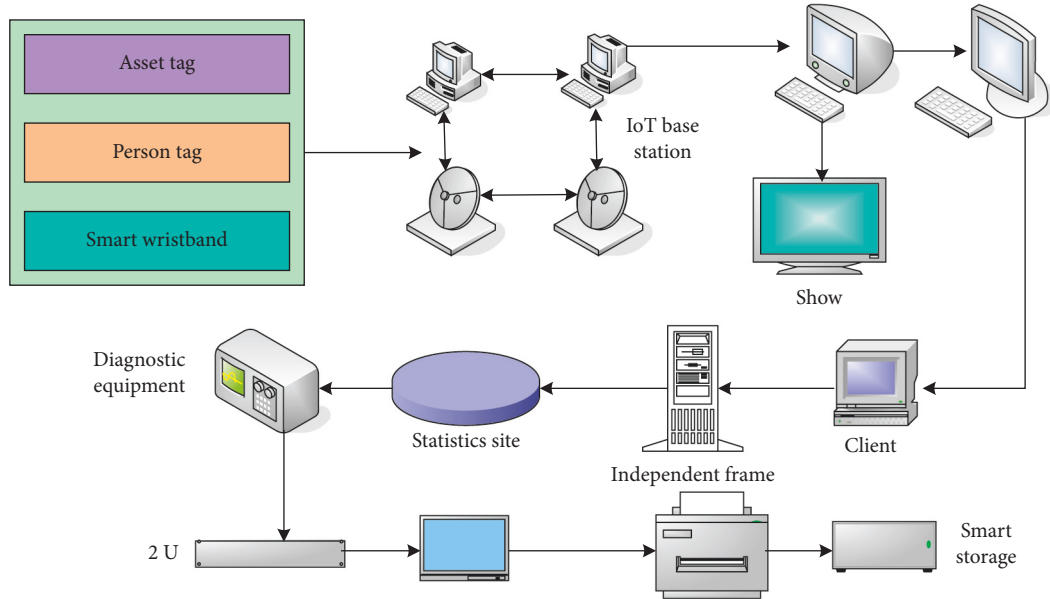 Asset tag
Person tag
Smart wristband
IoT base
station
Show
Diagnostic
equipment
Statistics site
Independent frame
Client
2 U
Smart
storage